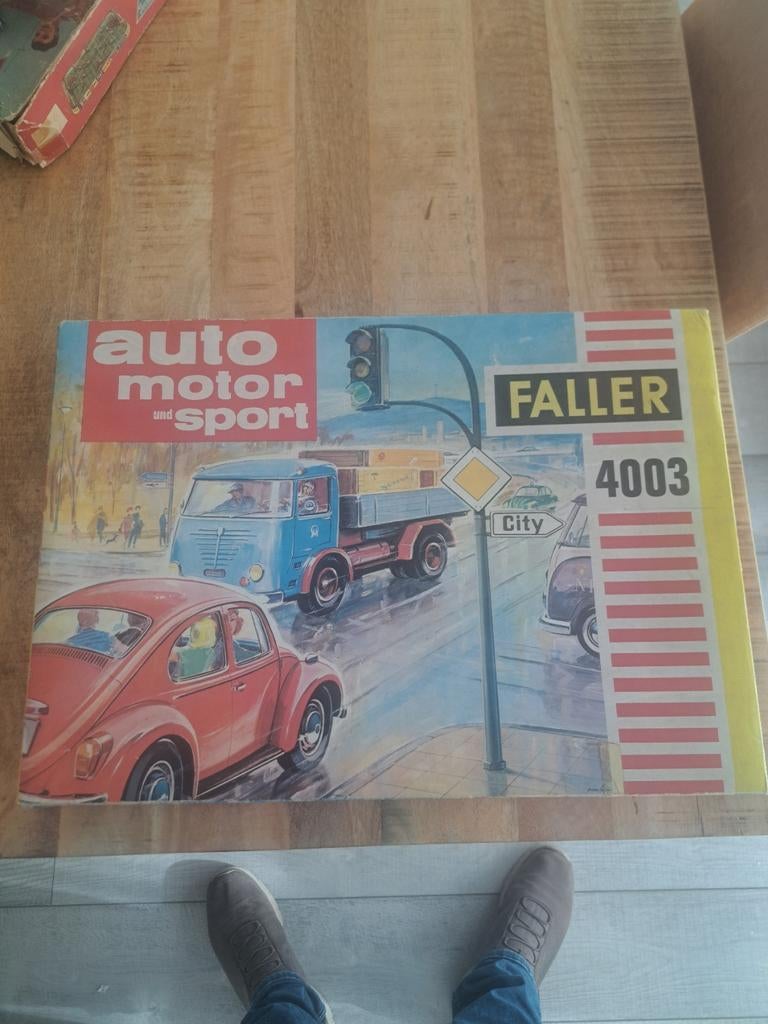 auto
motor
und sport
FALLER
4003
City